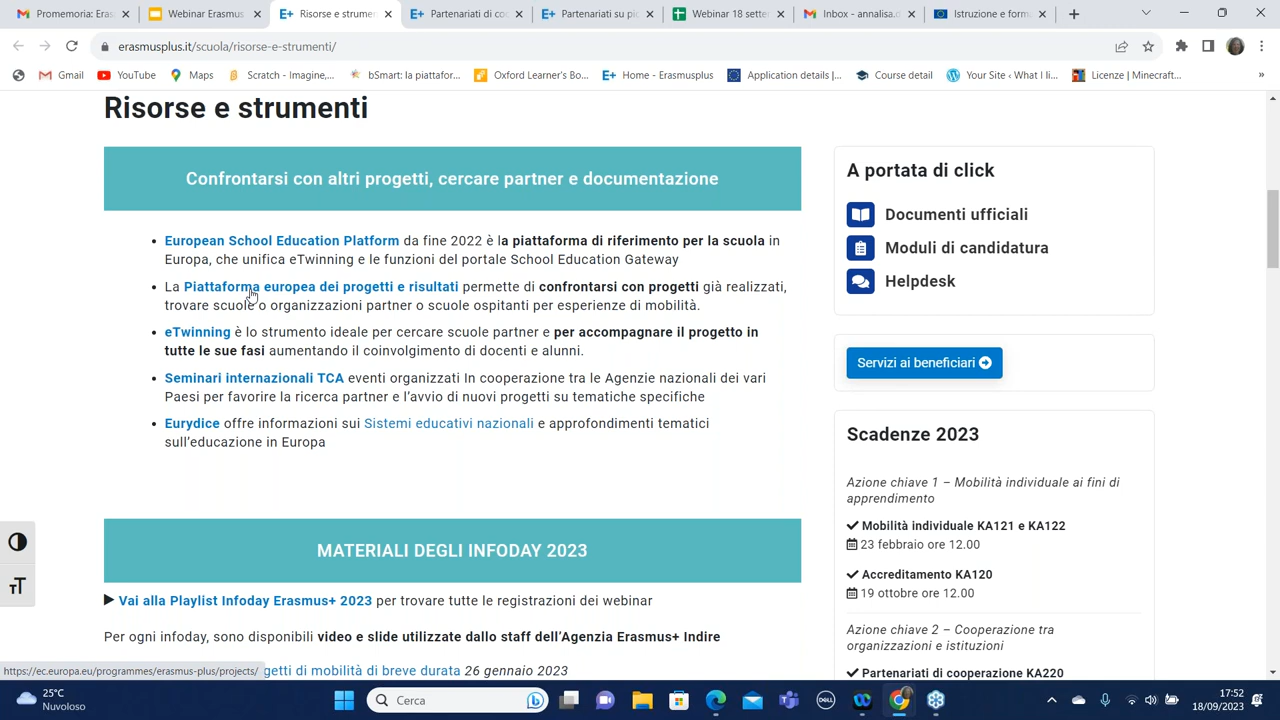 Promemoria: Eras
Webinar Erasmus
Risorse e strumen
Partenariati di co
Partenariati su pic
Webinar 18 sette
Inbox - annalisa.d
Istruzione e form
erasmusplus.it/scuola/risorse-e-strumenti/
Gmail
YouTube
Maps
Scratch - Imagine,...
bSmart: la piattafor...
Oxford Learner's Bo...
Home - Erasmusplus
Application details |...
Course detail
Your Site ‹ What I li...
Licenze | Minecraft...
»
Risorse e strumenti
Confrontarsi con altri progetti, cercare partner e documentazione
• European School Education Platform da fine 2022 è la piattaforma di riferimento per la scuola in
Europa, che unifica eTwinning e le funzioni del portale School Education Gateway
• La Piattaforma europea dei progetti e risultati permette di confrontarsi con progetti già realizzati,
trovare scuole o organizzazioni partner o scuole ospitanti per esperienze di mobilità.
• eTwinning è lo strumento ideale per cercare scuole partner e per accompagnare il progetto in
tutte le sue fasi aumentando il coinvolgimento di docenti e alunni.
• Seminari internazionali TCA eventi organizzati In cooperazione tra le Agenzie nazionali dei vari
Paesi per favorire la ricerca partner e l'avvio di nuovi progetti su tematiche specifiche
• Eurydice offre informazioni sui Sistemi educativi nazionali e approfondimenti tematici
sull'educazione in Europa
MATERIALI DEGLI INFODAY 2023
Vai alla Playlist Infoday Erasmus+ 2023 per trovare tutte le registrazioni dei webinar
Per ogni infoday, sono disponibili video e slide utilizzate dallo staff dell'Agenzia Erasmus+ Indire
getti di mobilità di breve durata 26 gennaio 2023
https://ec.europa.eu/programmes/erasmus-plus/projects/
A portata di click
Documenti ufficiali
Moduli di candidatura
Helpdesk
Servizi ai beneficiari
Scadenze 2023
Azione chiave 1 – Mobilità individuale ai fini di
apprendimento
Mobilità individuale KA121 e KA122
23 febbraio ore 12.00
Accreditamento KA120
19 ottobre ore 12.00
Azione chiave 2 – Cooperazione tra
organizzazioni e istituzioni
Partenariati di cooperazione KA220
TT
25°C
Nuvoloso
Cerca
DELL
17:52
18/09/2023